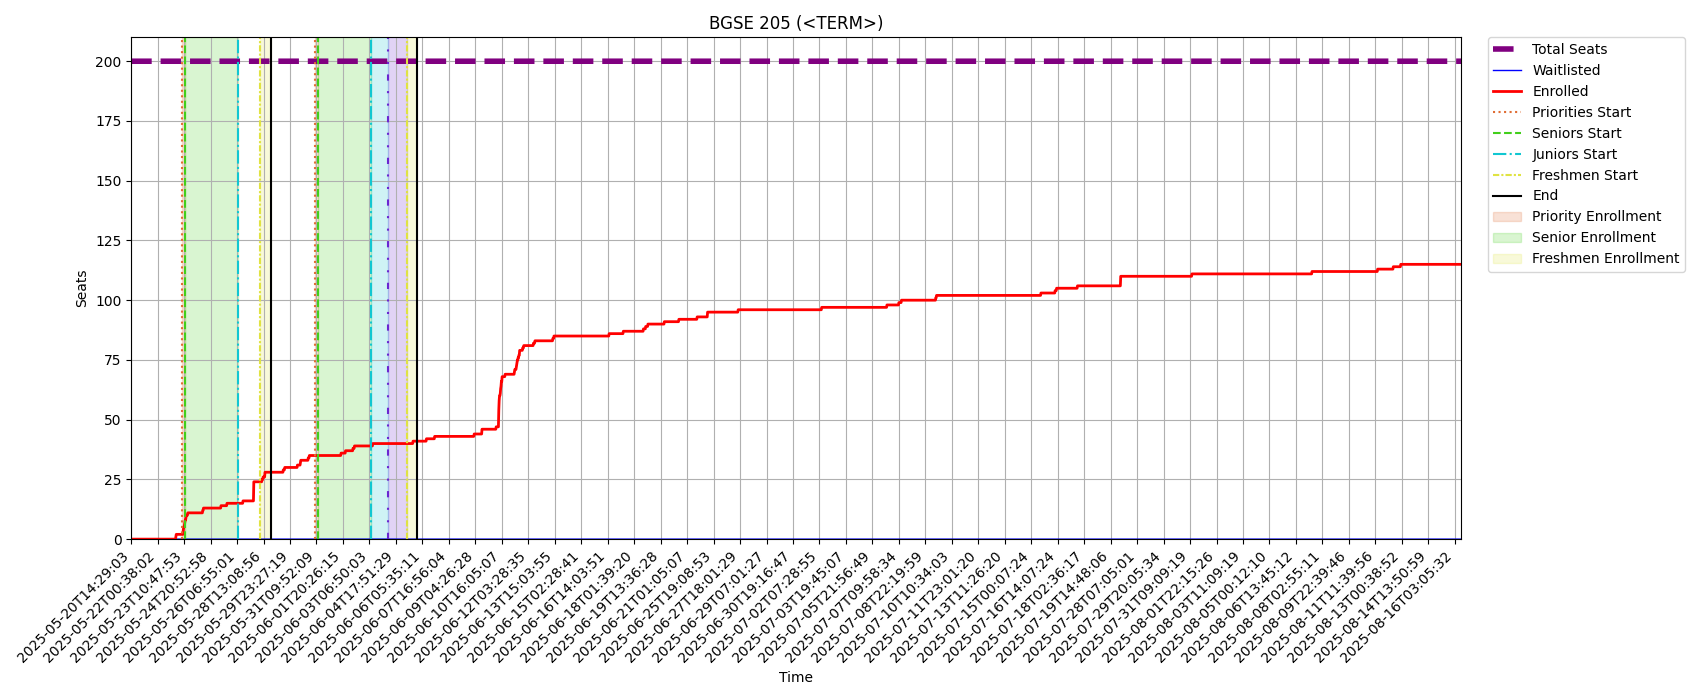 BGSE 205 (<TERM>)
Seats
200
175
150
125
100
75
50
25
0
Total Seats
Waitlisted
Enrolled
Priorities Start
Seniors Start
Juniors Start
Freshmen Start
End
Priority Enrollment
Senior Enrollment
Freshmen Enrollment
2025-05-20T14:29:03
2025-05-22T00:38:02
2025-05-23T10:47:53
2025-05-24T20:52:58
2025-05-26T06:55:01
2025-05-28T13:08:56
2025-05-29T23:27:19
2025-05-31T09:52:09
2025-06-01T20:26:15
2025-06-03T06:50:03
2025-06-04T17:51:29
2025-06-06T05:35:11
2025-06-07T16:56:04
2025-06-09T04:26:28
2025-06-10T16:05:07
2025-06-12T03:28:35
2025-06-13T15:03:55
2025-06-15T02:28:41
2025-06-16T14:03:51
2025-06-18T01:39:20
2025-06-19T13:36:28
2025-06-21T01:05:07
2025-06-25T19:08:53
2025-06-27T18:01:29
2025-06-29T07:01:27
2025-06-30T19:16:47
2025-07-02T07:28:55
2025-07-03T19:45:07
2025-07-05T21:56:49
2025-07-07T09:58:34
2025-07-08T22:19:59
2025-07-10T10:34:03
2025-07-11T23:01:20
2025-07-13T11:26:20
2025-07-15T00:07:24
2025-07-16T14:07:24
2025-07-18T02:36:17
2025-07-19T14:48:06
2025-07-28T07:05:01
2025-07-29T20:05:34
2025-07-31T09:09:19
2025-08-01T22:15:26
2025-08-03T11:09:19
2025-08-05T00:12:10
2025-08-06T13:45:12
2025-08-08T02:55:11
2025-08-09T22:39:46
2025-08-11T11:39:56
2025-08-13T00:38:52
2025-08-14T13:50:59
2025-08-16T03:05:32
Time